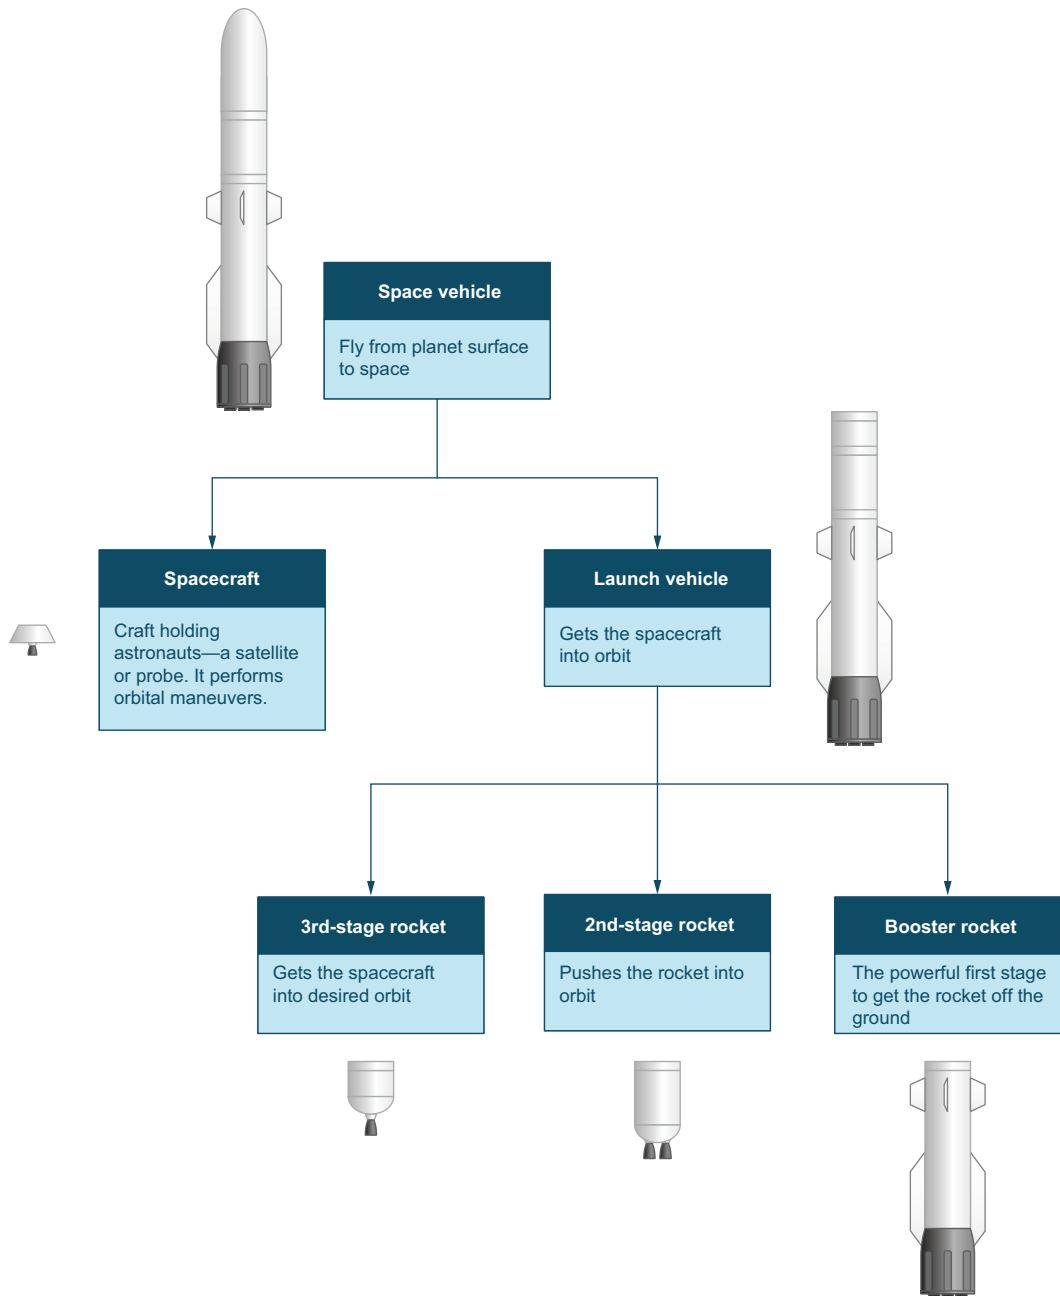 Space vehicle
Fly from planet surface
to space
Spacecraft
Craft holding
astronauts—a satellite
or probe. It performs
orbital maneuvers.
Launch vehicle
Gets the spacecraft
into orbit
3rd-stage rocket
Gets the spacecraft
into desired orbit
2nd-stage rocket
Pushes the rocket into
orbit
Booster rocket
The powerful first stage
to get the rocket off the
ground